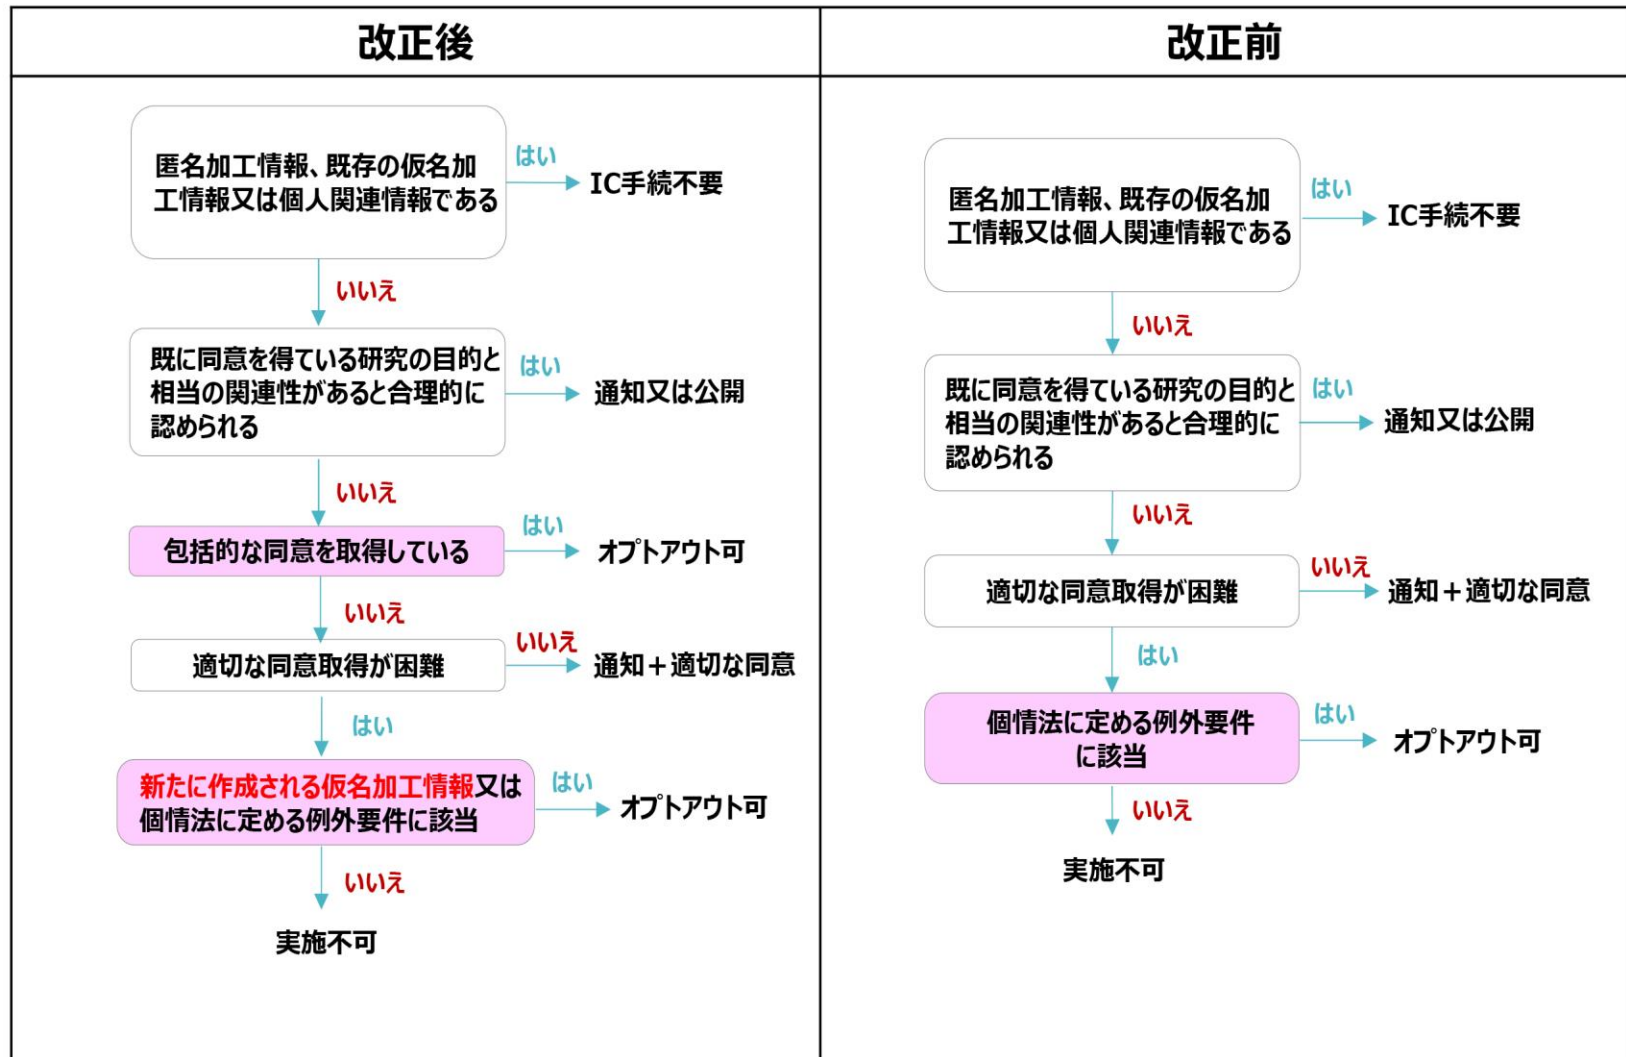 改正後
匿名加工情報、既存の仮名加
工情報又は個人関連情報である
はい
IC手続不要
いいえ
既に同意を得ている研究の目的と
相当の関連性があると合理的に
認められる
はい
通知又は公開
いいえ
包括的な同意を取得している
はい
オプトアウト可
いいえ
適切な同意取得が困難
いいえ
通知＋適切な同意
はい
新たに作成される仮名加工情報又は
個情法に定める例外要件に該当
はい
オプトアウト可
いいえ
実施不可
改正前
匿名加工情報、既存の仮名加
工情報又は個人関連情報である
はい
IC手続不要
いいえ
既に同意を得ている研究の目的と
相当の関連性があると合理的に
認められる
はい
通知又は公開
いいえ
適切な同意取得が困難
いいえ
通知＋適切な同意
はい
個情法に定める例外要件
に該当
はい
オプトアウト可
いいえ
実施不可